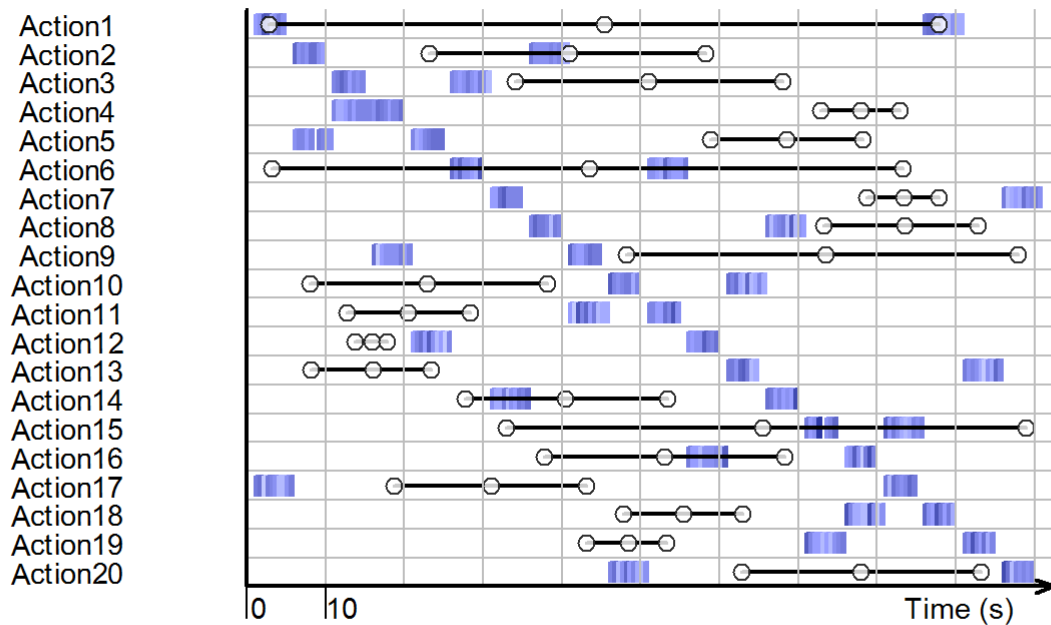 Action1
Action2
Action3
Action4
Action5
Action6
Action7
Action8
Action9
Action10
Action11
Action12
Action13
Action14
Action15
Action16
Action17
Action18
Action19
Action20
0 10 Time (s)